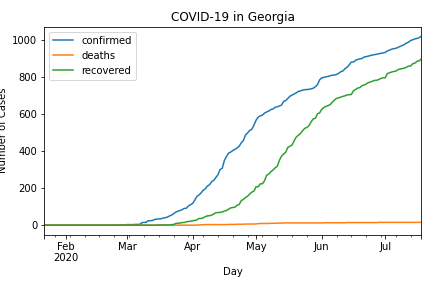 COVID-19 in Georgia
confirmed
deaths
recovered
Number of Cases
1000
800
600
400
200
0
Feb Mar Apr May Jun Jul
2020
Day